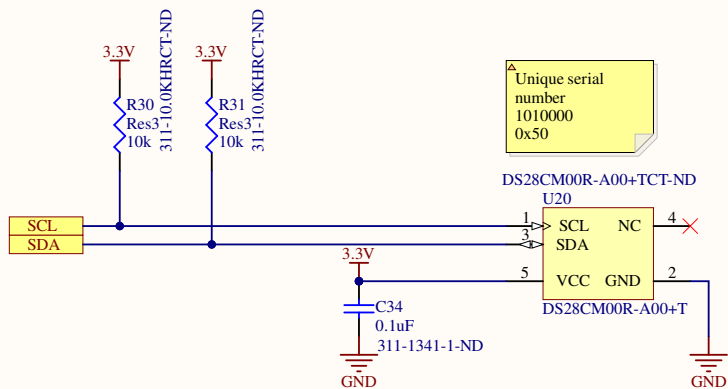 3.3V
R30
Res3
10k
311-10.0KHRCT-ND
3.3V
R31
Res3
10k
311-10.0KHRCT-ND
Unique serial
number
1010000
0x50
DS28CM00R-A00+TCT-ND
U20
SCL
SDA
1
3
5
SCL
SDA
VCC
NC
GND
4
2
DS28CM00R-A00+T
3.3V
C34
0.1uF
311-1341-1-ND
GND
GND